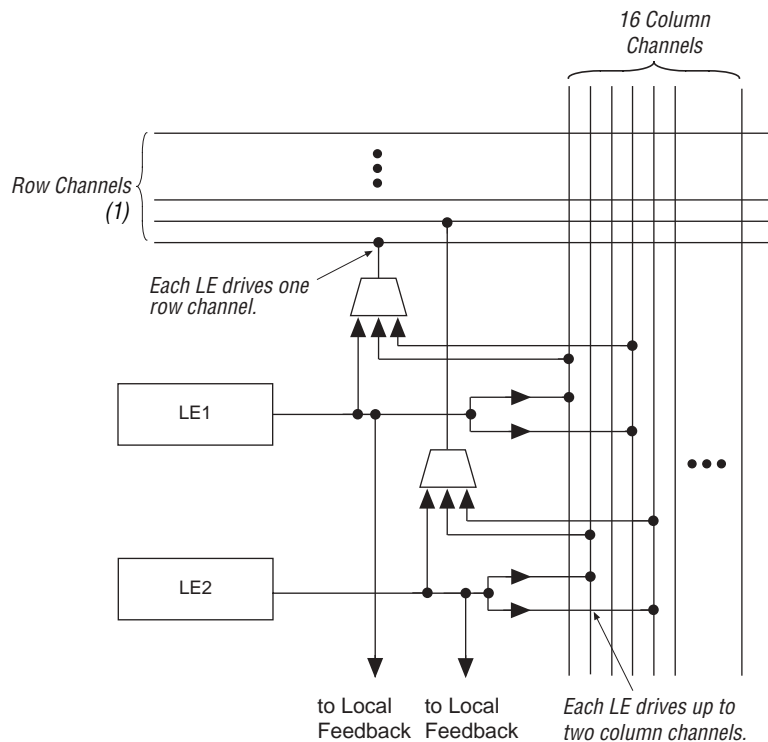 16 Column
Channels
Row Channels
(1)
Each LE drives one
row channel.
LE1
LE2
to Local
Feedback
to Local
Feedback
Each LE drives up to
two column channels.